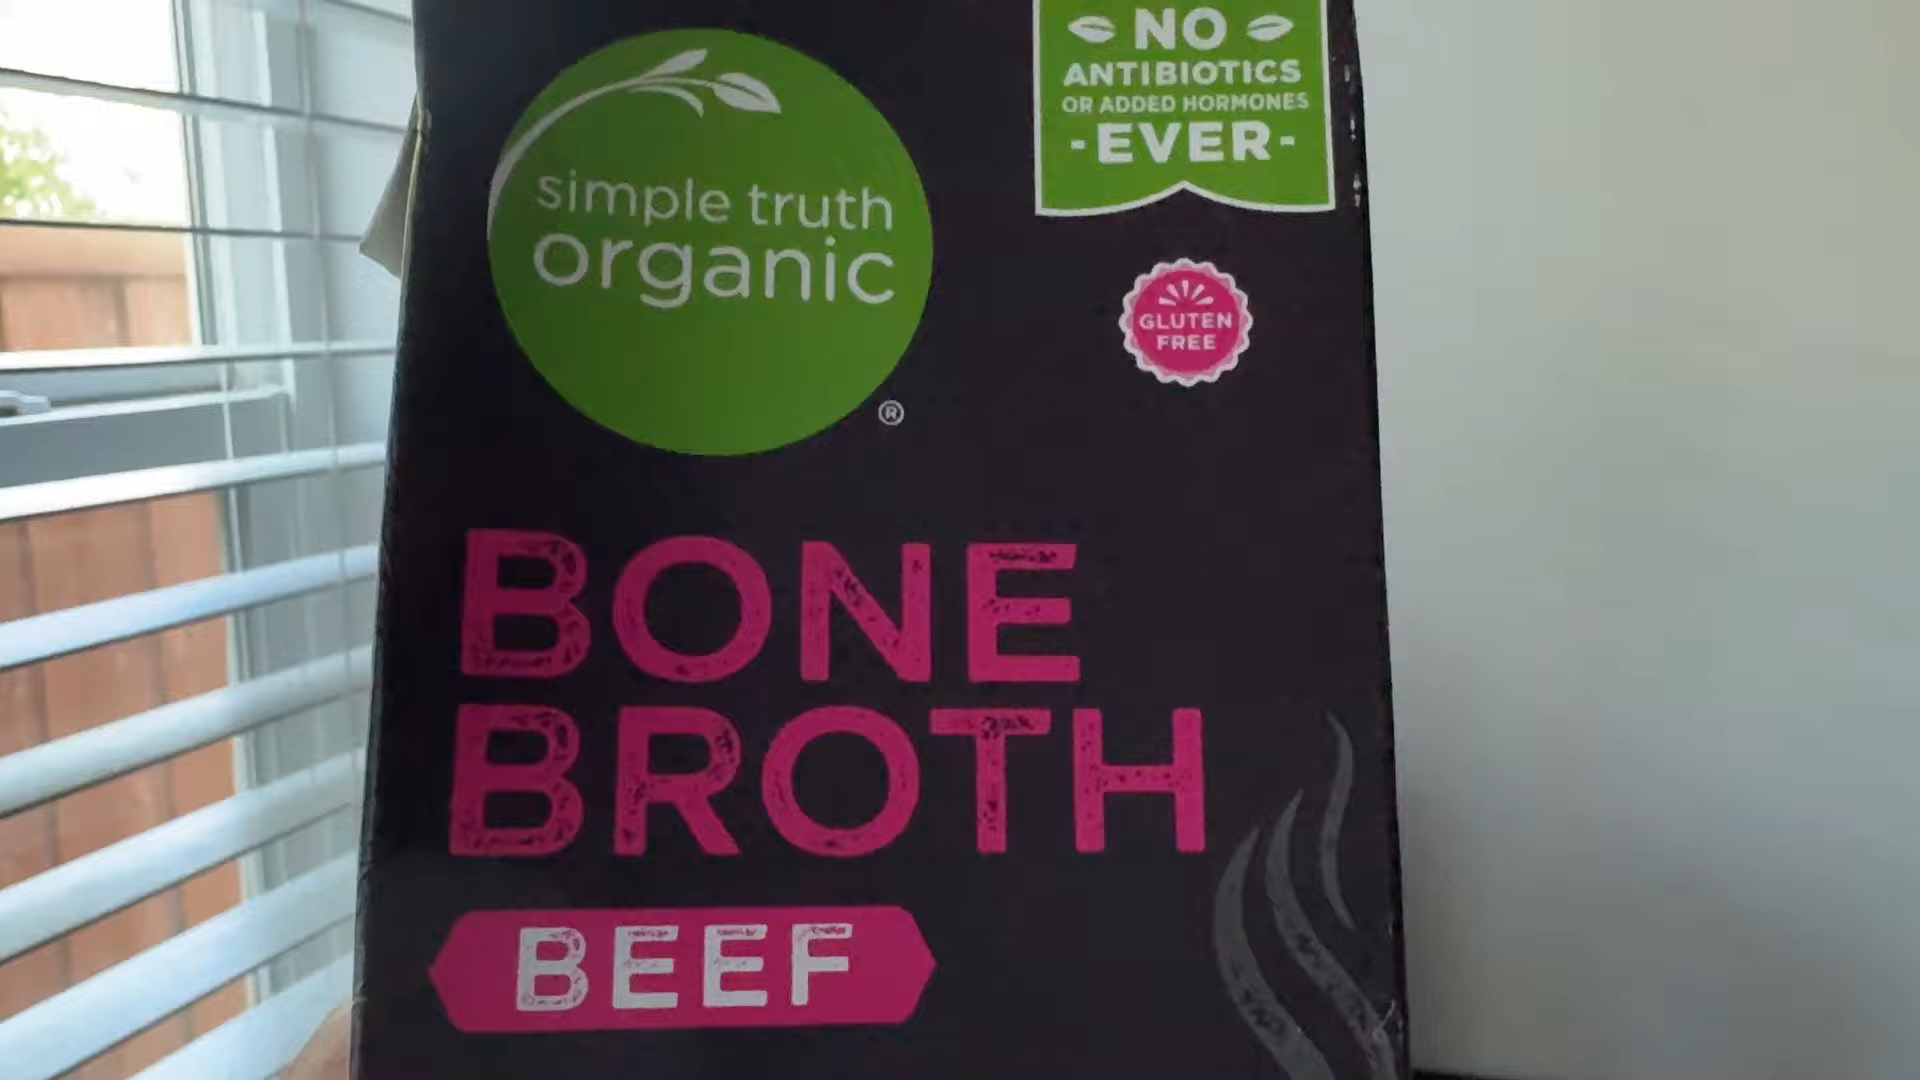 simple truth
organic
®
NO
ANTIBIOTICS
OR ADDED HORMONES
-EVER-
GLUTEN
FREE
BONE
BROTH
BEEF